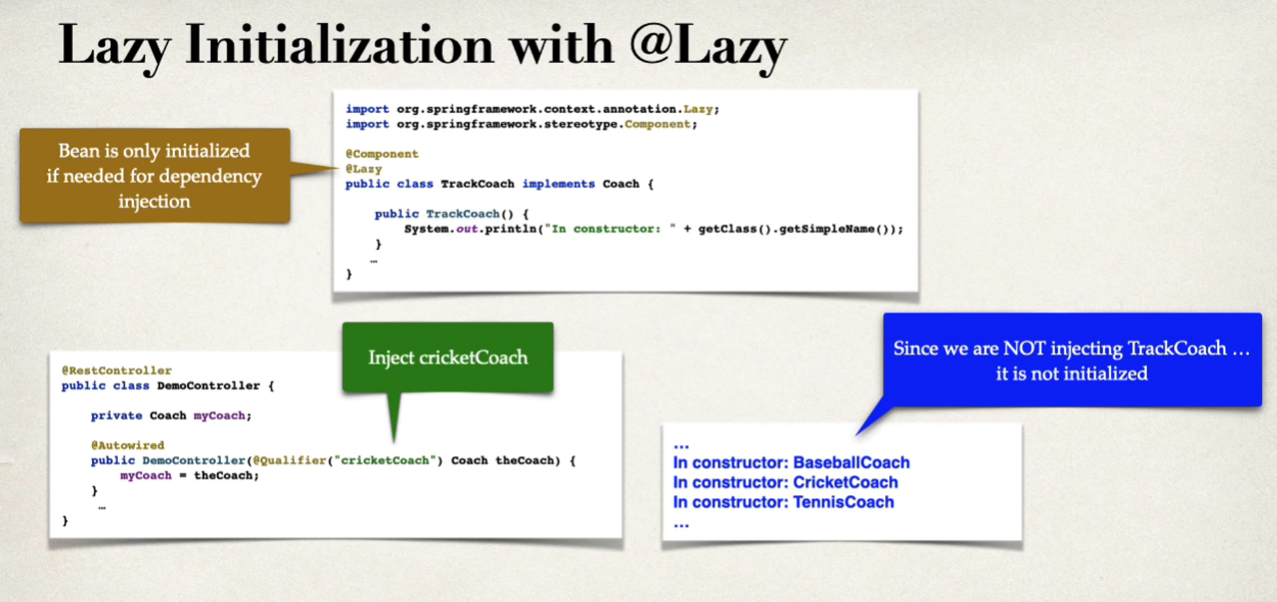 Lazy Initialization with @Lazy
Bean is only initialized
if needed for dependency
injection
import org.springframework.context.annotation.Lazy;
import org.springframework.stereotype.Component;
@Component
@Lazy
public class TrackCoach implements Coach {
public TrackCoach() {
System.out.println("In constructor: " + getClass().getSimpleName());
}
…
}
Inject cricketCoach
@RestController
public class DemoController {
private Coach myCoach;
@Autowired
public DemoController(@Qualifier("cricketCoach") Coach theCoach) {
myCoach = theCoach;
}
…
}
Since we are NOT injecting TrackCoach …
it is not initialized
…
In constructor: BaseballCoach
In constructor: CricketCoach
In constructor: TennisCoach
…